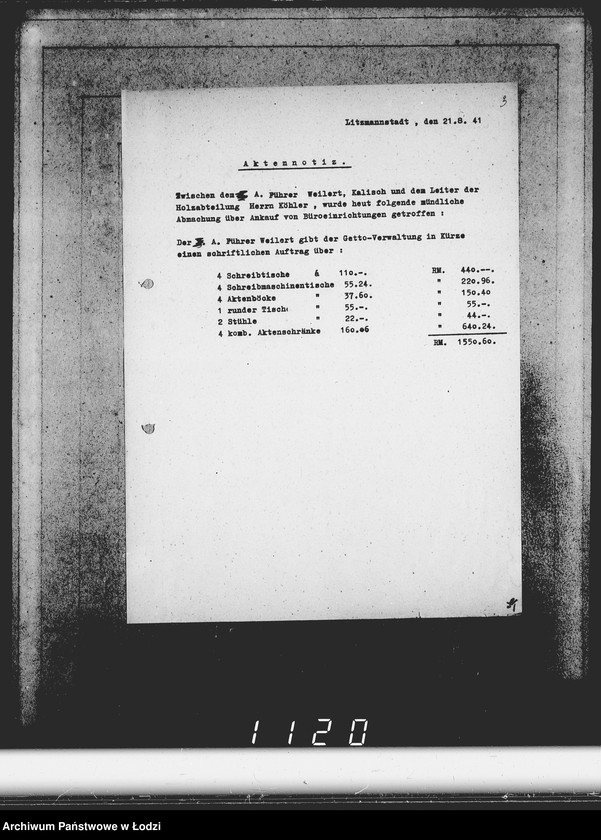 3
Litzmannstadt , den 21.8. 41
Aktennotiz.
Zwischen dem A. Führer Weilert, Kalisch und dem Leiter der
Holzabteilung Herrn Köhler , wurde heut folgende mündliche
Abmachung über Ankauf von Büroeinrichtungen getroffen :
Der A. Führer Weilert gibt der Getto-Verwaltung in Kürze
einen schriftlichen Auftrag über :
4 Schreibtische á 110.-. RM. 440.--.
4 Schreibmaschinentische 55.24. " 220.96.
4 Aktenböcke " 37.60. " 150.40
1 runder Tisch " 55.-. " 55.-.
2 Stühle " 22.-. " 44.-.
4 komb. Aktenschränke 160.06 " 640.24.
RM. 1550.60.
1120
Archiwum Państwowe w Łodzi